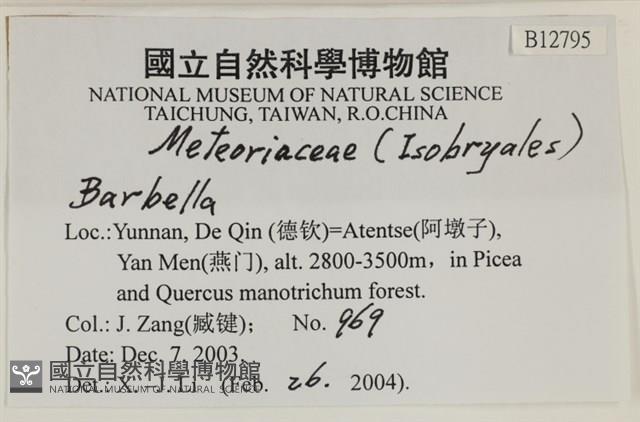 B12795
國立自然科學博物館
NATIONAL MUSEUM OF NATURAL SCIENCE
TAICHUNG, TAIWAN, R.O.CHINA
Meteoriaceae (Isobryales)
Barbella
Loc.:Yunnan, De Qin (德钦)=Atentse(阿墩子),
Yan Men(燕门), alt. 2800-3500m，in Picea
and Quercus manotrichum forest.
Col.: J. Zang(臧键)； No. 969
Date: Dec. 7, 2003.
Det.: X.-J. Li (Feb. 26. 2004).
國立自然科學博物館
NATIONAL MUSEUM OF NATURAL SCIENCE